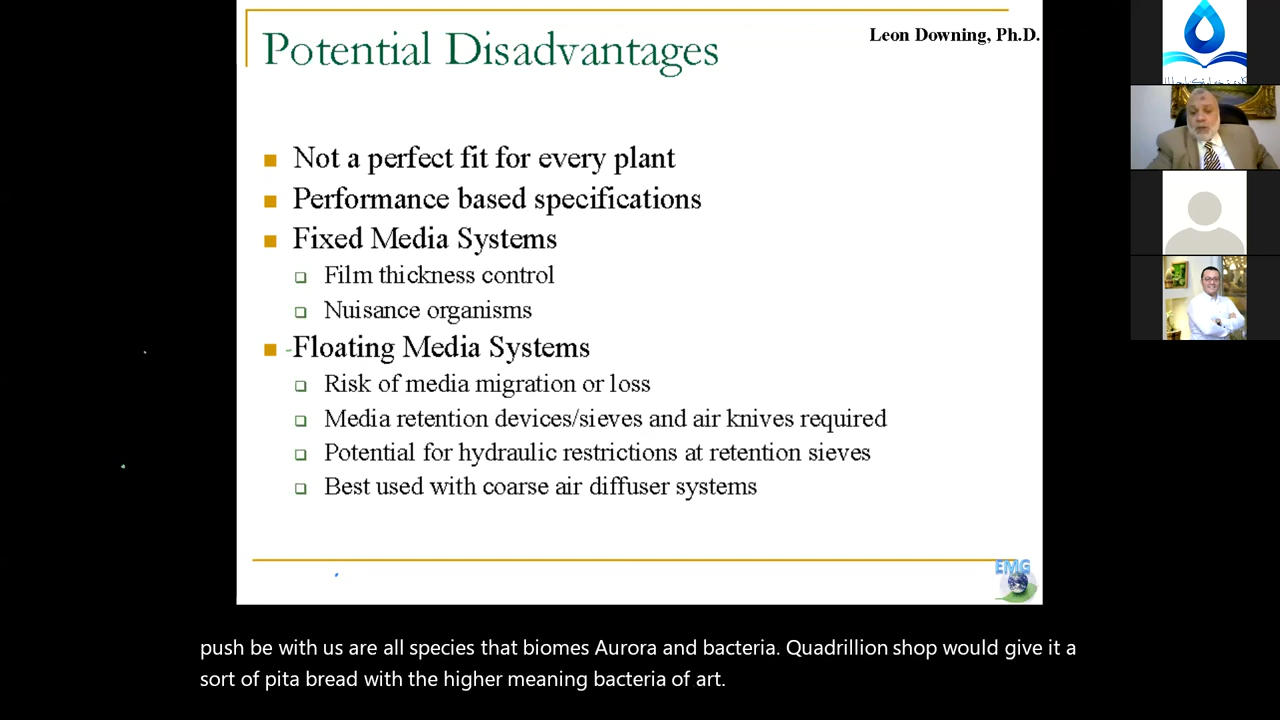 Potential Disadvantages
Leon Downing, Ph.D.
Not a perfect fit for every plant
Performance based specifications
Fixed Media Systems
Film thickness control
Nuisance organisms
Floating Media Systems
Risk of media migration or loss
Media retention devices/sieves and air knives required
Potential for hydraulic restrictions at retention sieves
Best used with coarse air diffuser systems
EMG
push be with us are all species that biomes Aurora and bacteria. Quadrillion shop would give it a
sort of pita bread with the higher meaning bacteria of art.